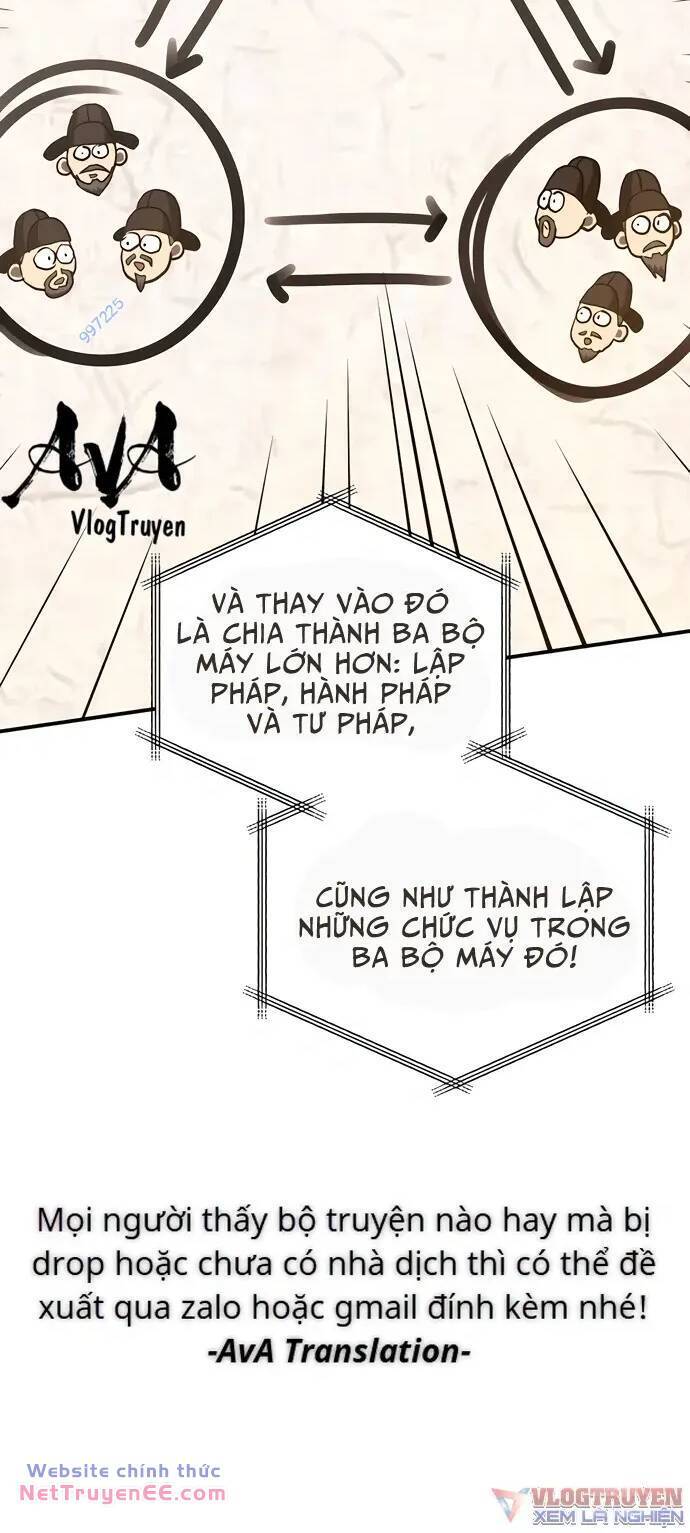 997225
AVA
VlogTruyen
VÀ THAY VÀO ĐÓ
LÀ CHIA THÀNH BA BỘ
MÁY LỚN HƠN: LẬP
PHÁP, HÀNH PHÁP
VÀ TƯ PHÁP,
CŨNG NHƯ THÀNH LẬP
NHỮNG CHỨC VỤ TRONG
BA BỘ MÁY ĐÓ!
Mọi người thấy bộ truyện nào hay mà bị
drop hoặc chưa có nhà dịch thì có thể đề
xuất qua zalo hoặc gmail đính kèm nhé!
-AvA Translation-
Website chính thức
NetTruyenEE.com
VLOGTRUYEN
XEM LÀ NGHIỆN